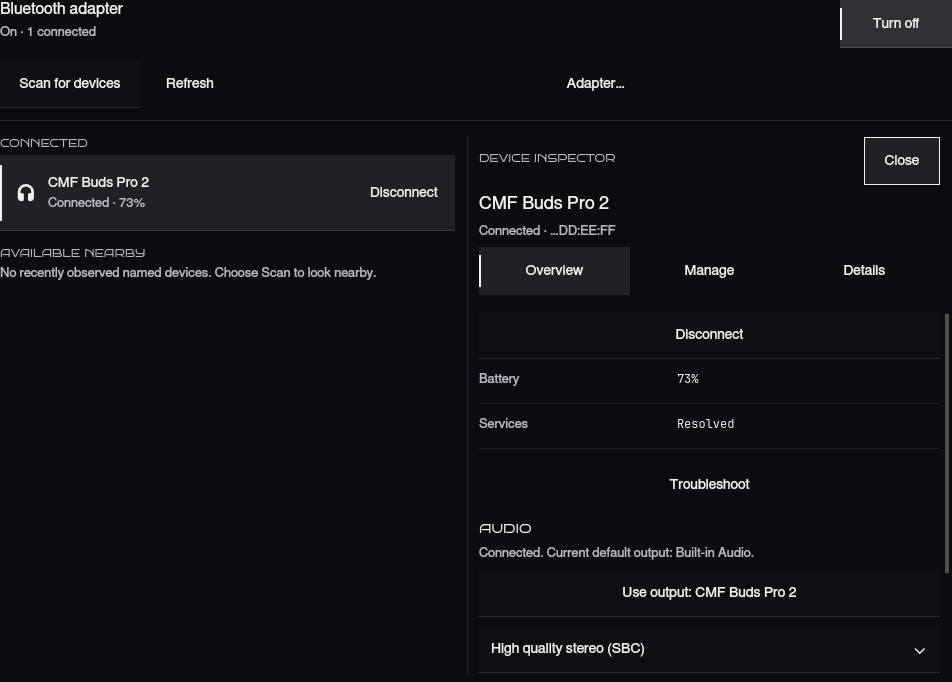 Bluetooth adapter
On · 1 connected
Turn off
Scan for devices
Refresh
Adapter...
CONNECTED
CMF Buds Pro 2
Connected · 73%
Disconnect
AVAILABLE NEARBY
No recently observed named devices. Choose Scan to look nearby.
DEVICE INSPECTOR
Close
CMF Buds Pro 2
Connected · ...DD:EE:FF
Overview
Manage
Details
Disconnect
Battery
73%
Services
Resolved
Troubleshoot
AUDIO
Connected. Current default output: Built-in Audio.
Use output: CMF Buds Pro 2
High quality stereo (SBC)